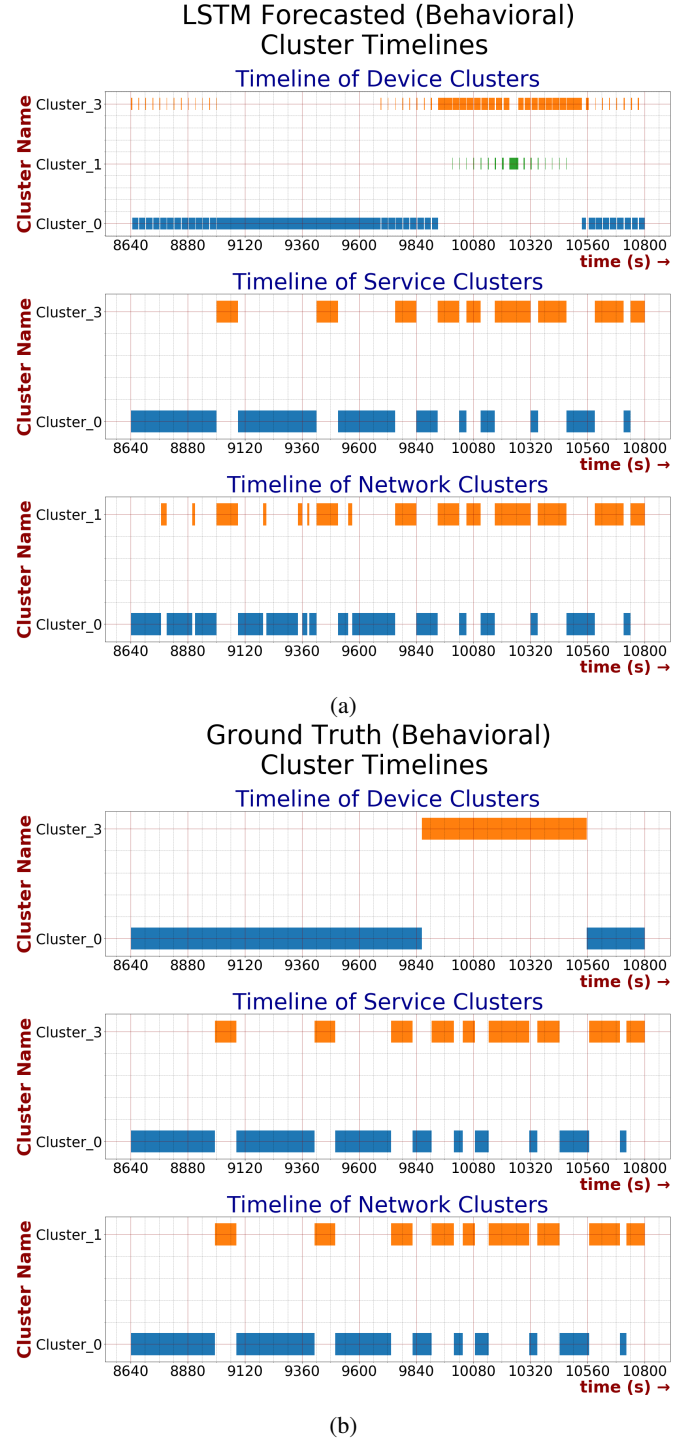 LSTM Forecasted (Behavioral)
Cluster Timelines
Timeline of Device Clusters
Cluster Name
Cluster_3
Cluster_1
Cluster_0
8640 8880 9120 9360 9600 9840 10080 10320 10560 10800
time (s) →
Timeline of Service Clusters
Cluster Name
Cluster_3
Cluster_0
8640 8880 9120 9360 9600 9840 10080 10320 10560 10800
time (s) →
Timeline of Network Clusters
Cluster Name
Cluster_1
Cluster_0
8640 8880 9120 9360 9600 9840 10080 10320 10560 10800
time (s) →
(a)
Ground Truth (Behavioral)
Cluster Timelines
Timeline of Device Clusters
Cluster Name
Cluster_3
Cluster_0
8640 8880 9120 9360 9600 9840 10080 10320 10560 10800
time (s) →
Timeline of Service Clusters
Cluster Name
Cluster_3
Cluster_0
8640 8880 9120 9360 9600 9840 10080 10320 10560 10800
time (s) →
Timeline of Network Clusters
Cluster Name
Cluster_1
Cluster_0
8640 8880 9120 9360 9600 9840 10080 10320 10560 10800
time (s) →
(b)